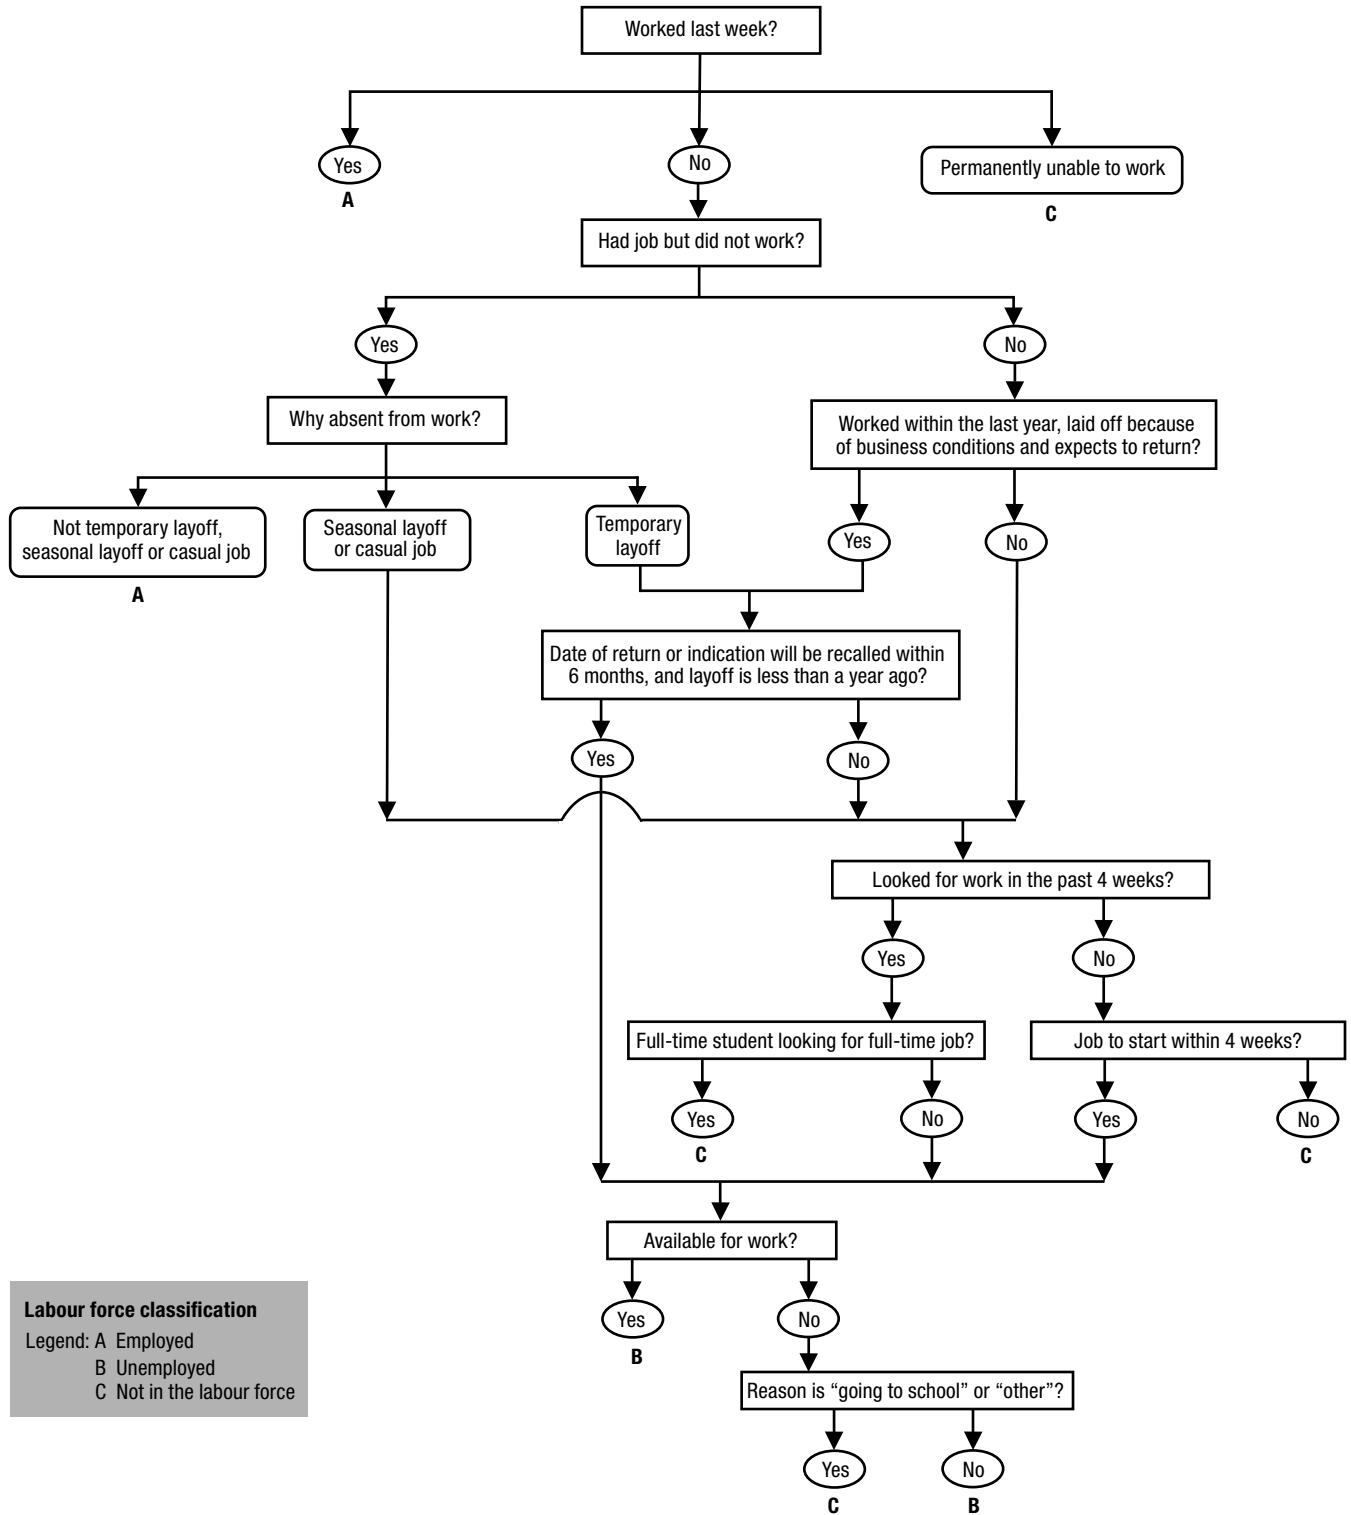 Worked last week?
Yes
A
No
Permanently unable to work
C
Had job but did not work?
Yes
No
Why absent from work?
Worked within the last year, laid off because
of business conditions and expects to return?
Not temporary layoff,
seasonal layoff or casual job
A
Seasonal layoff
or casual job
Temporary
layoff
Yes
No
Date of return or indication will be recalled within
6 months, and layoff is less than a year ago?
Yes
No
Looked for work in the past 4 weeks?
Yes
No
Full-time student looking for full-time job?
Job to start within 4 weeks?
Yes
C
No
Yes
No
C
Available for work?
Yes
B
No
Reason is “going to school” or “other”?
Yes
C
No
B
Labour force classification
Legend: A Employed
B Unemployed
C Not in the labour force